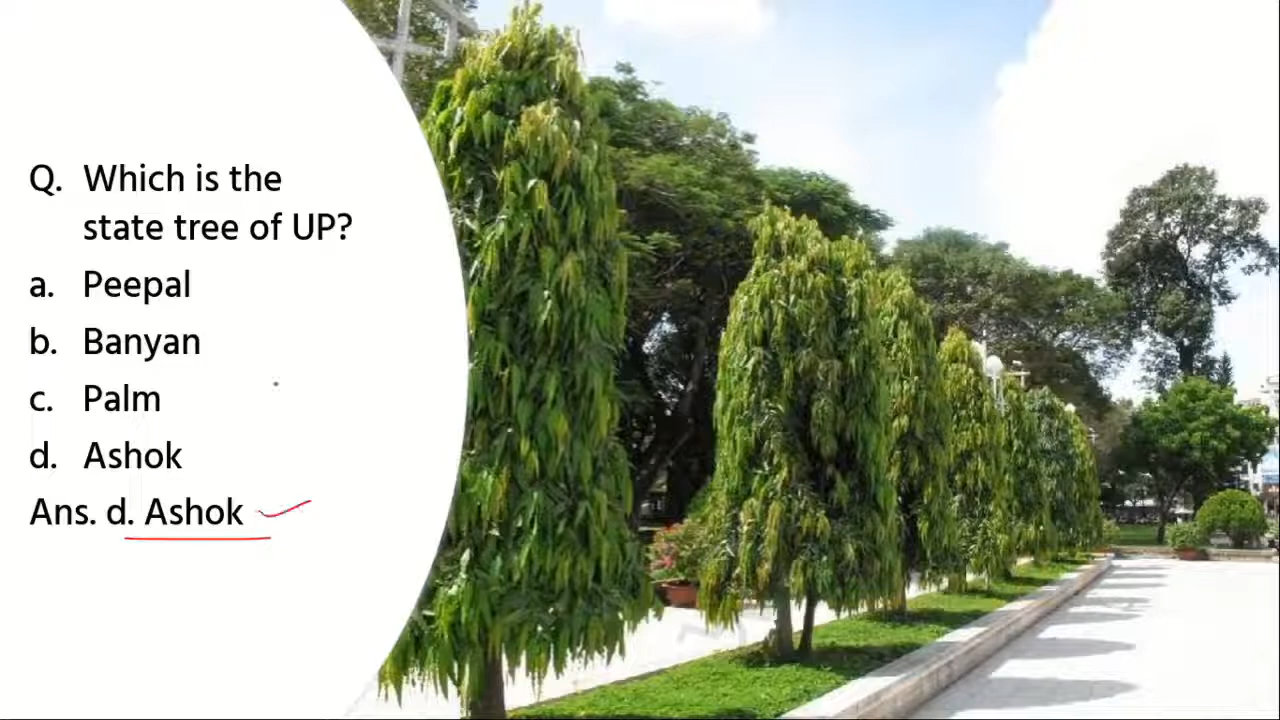 Q. Which is the
state tree of UP?
a. Peepal
b. Banyan
c. Palm
d. Ashok
Ans. d. Ashok